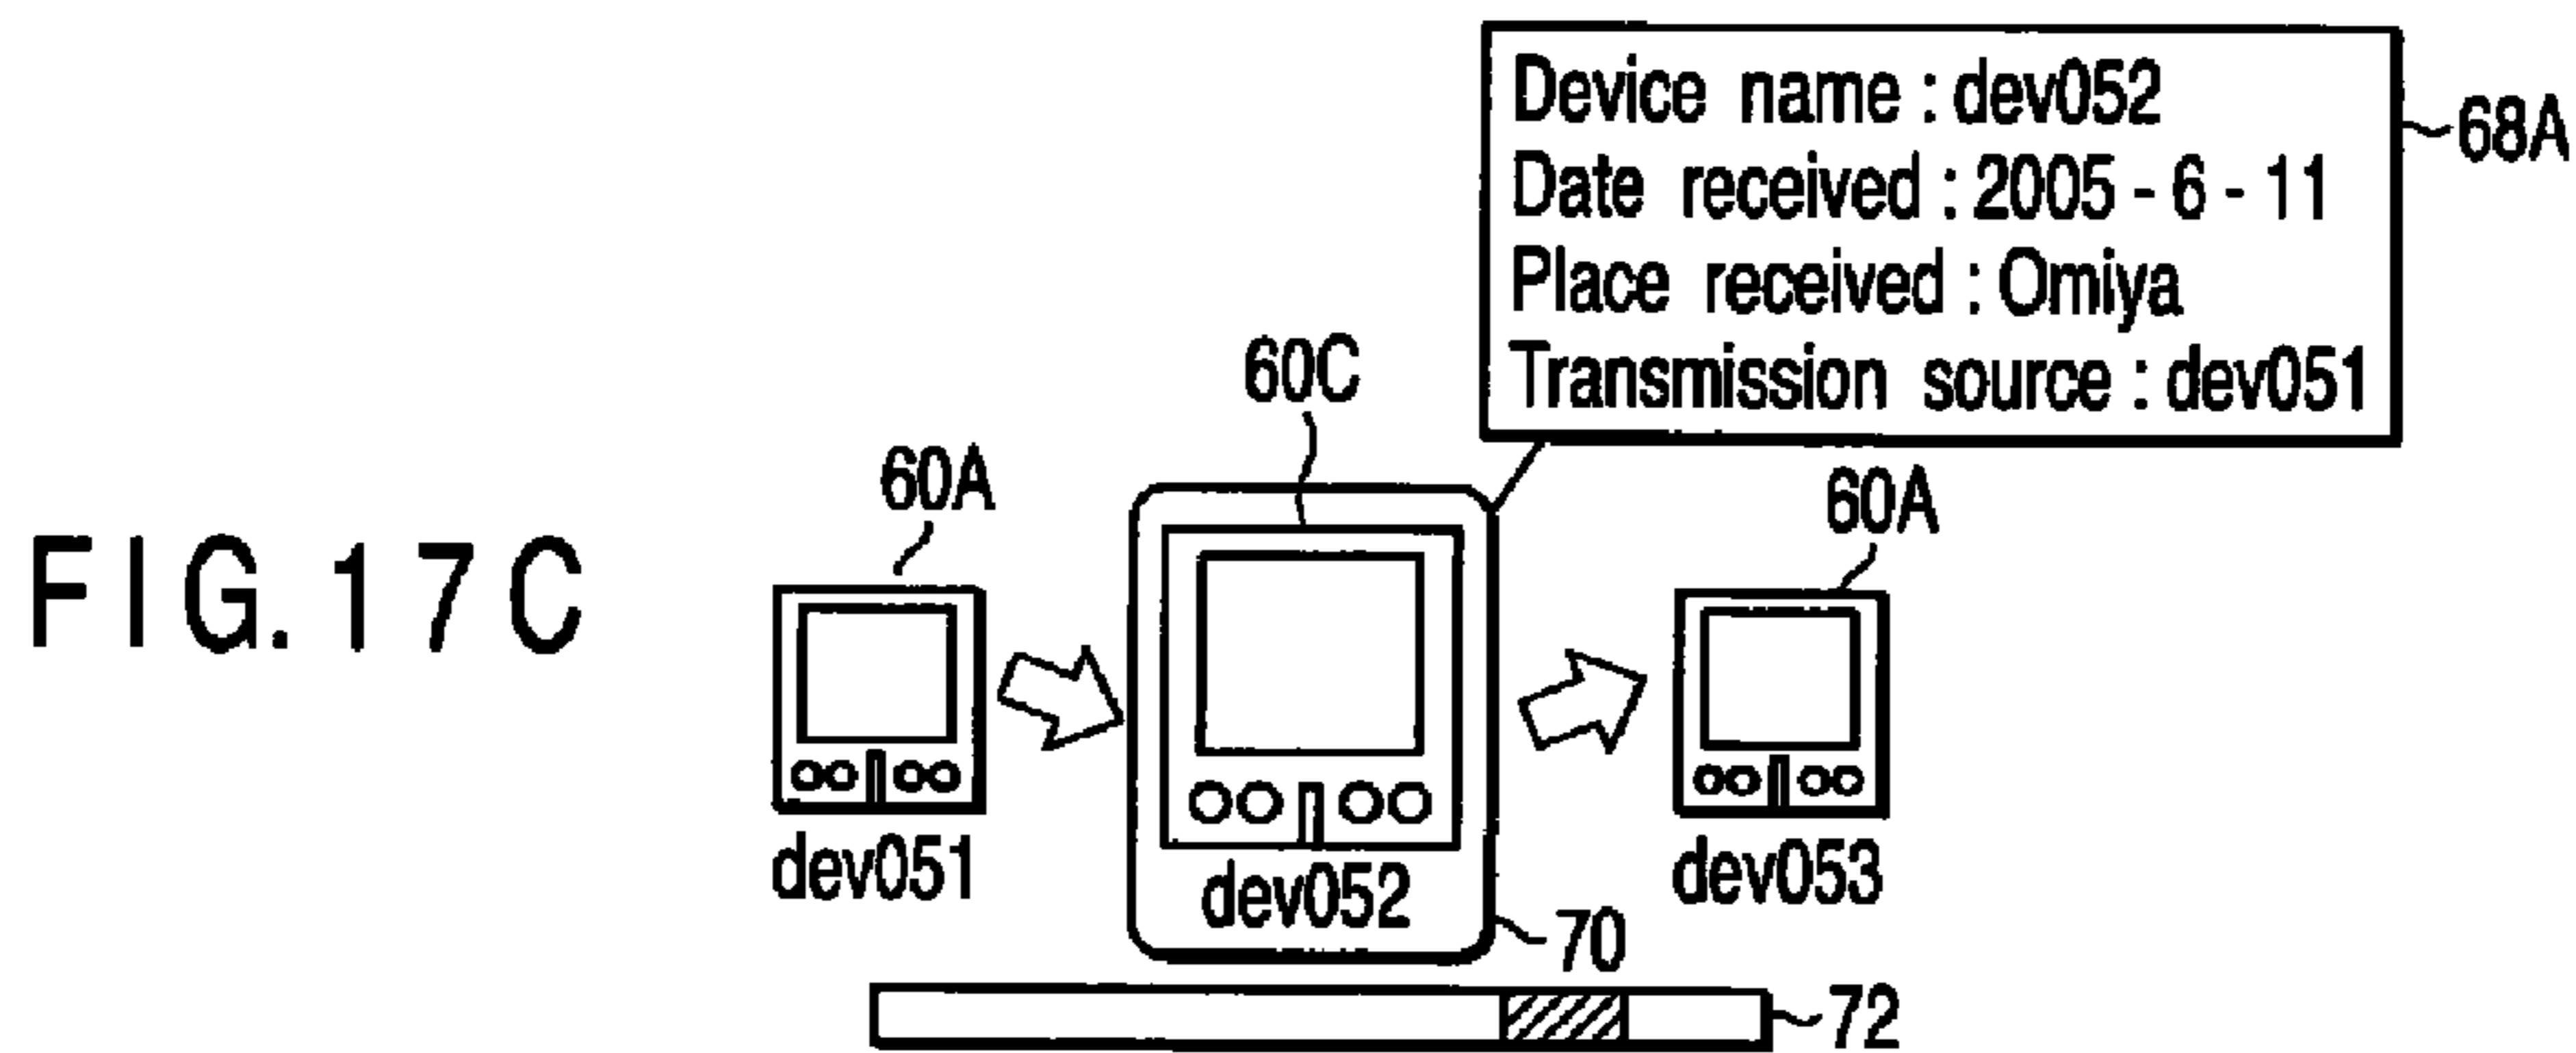 Device name : dev052
Date received : 2005 - 6 - 11
Place received : Omiya
Transmission source : dev051
68A
60C
60A
60A
FIG. 17C
dev051
dev052
dev053
70
72